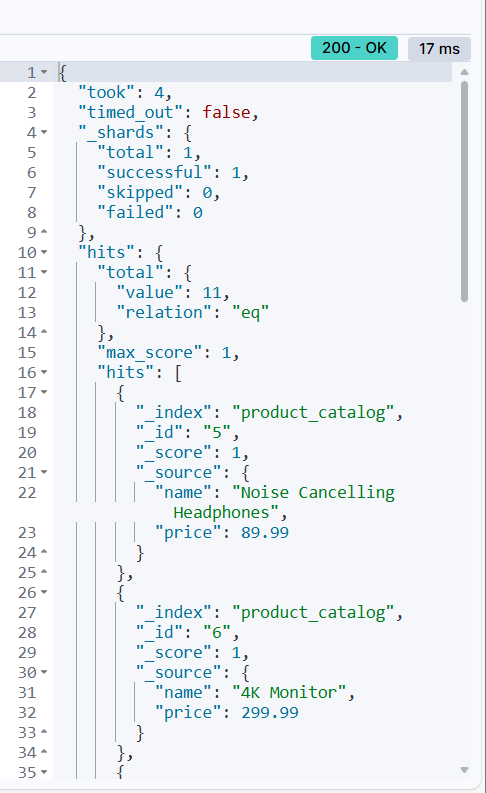 200 - OK 17 ms
1 {
2 "took": 4,
3 "timed_out": false,
4 "_shards": {
5 "total": 1,
6 "successful": 1,
7 "skipped": 0,
8 "failed": 0
9 },
10 "hits": {
11 "total": {
12 "value": 11,
13 "relation": "eq"
14 },
15 "max_score": 1,
16 "hits": [
17 {
18 "_index": "product_catalog",
19 "_id": "5",
20 "_score": 1,
21 "_source": {
22 "name": "Noise Cancelling
Headphones",
23 "price": 89.99
24 }
25 },
26 {
27 "_index": "product_catalog",
28 "_id": "6",
29 "_score": 1,
30 "_source": {
31 "name": "4K Monitor",
32 "price": 299.99
33 }
34 },
35 {